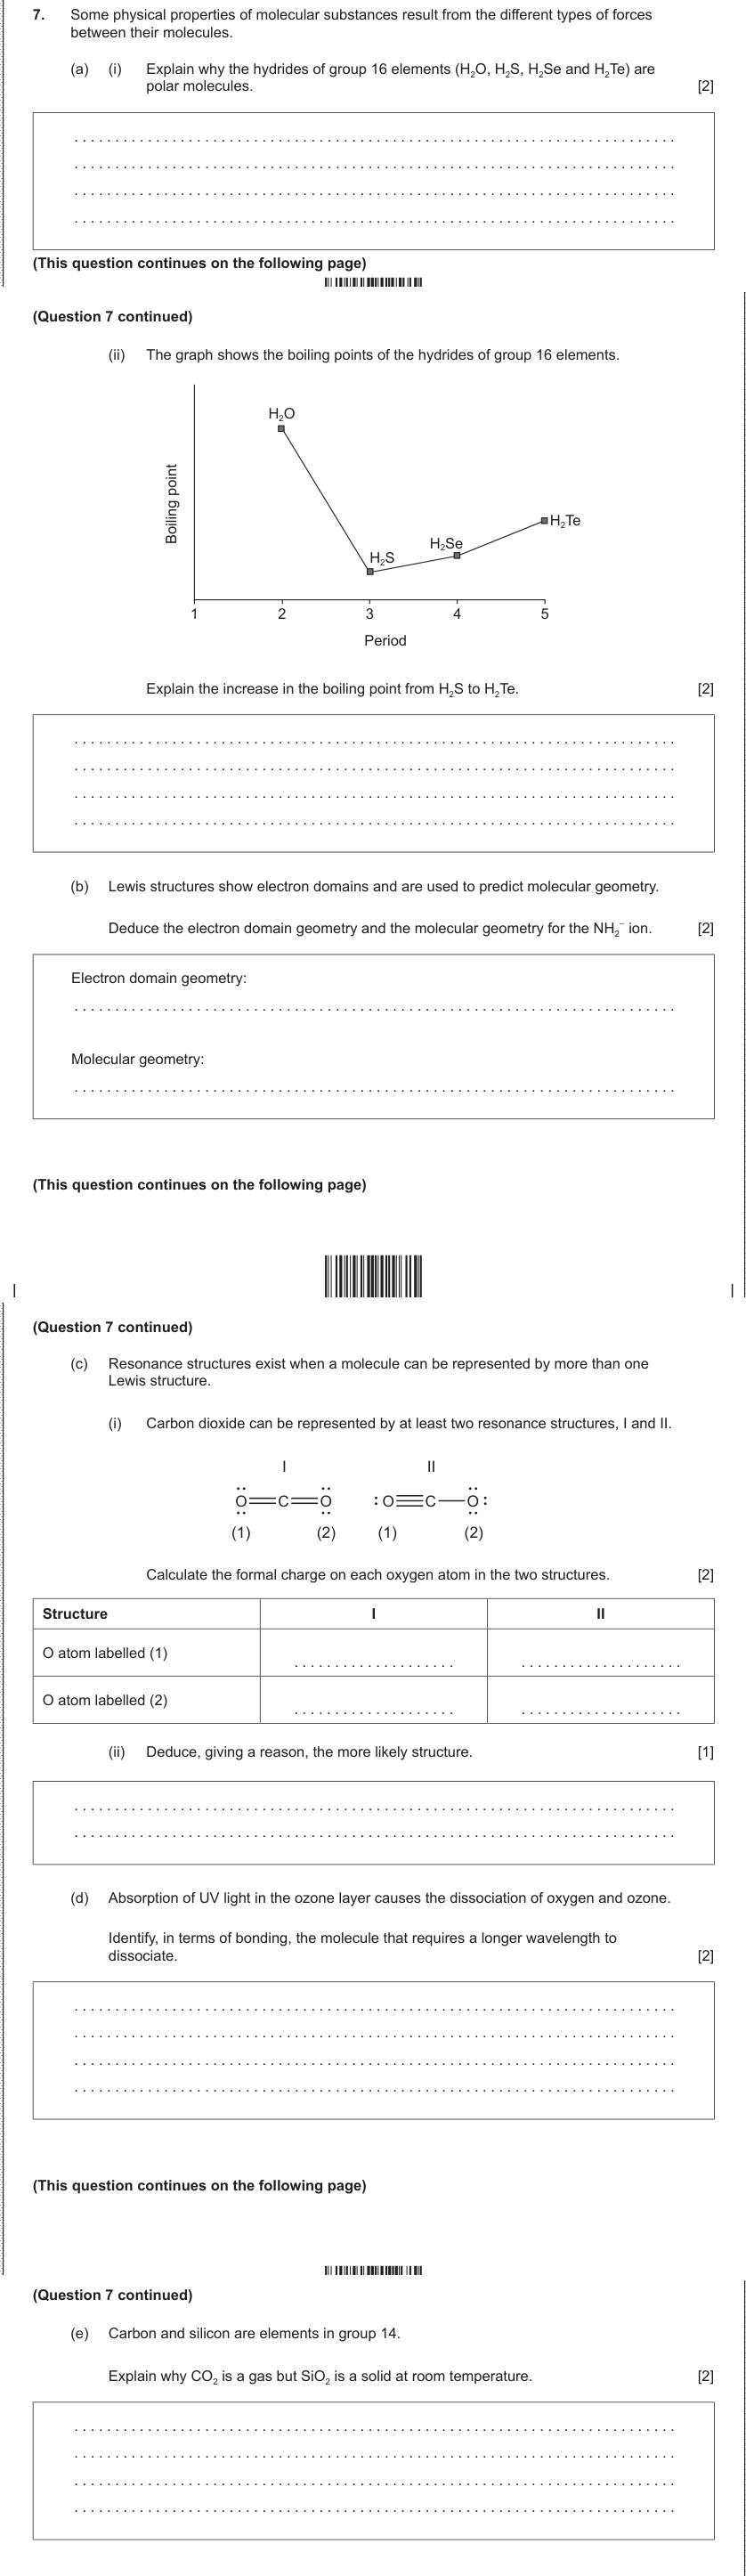 7. Some physical properties of molecular substances result from the different types of forces
between their molecules.
(a) (i) Explain why the hydrides of group 16 elements (H₂O, H₂S, H₂Se and H₂Te) are
polar molecules. [2]
(This question continues on the following page)
(Question 7 continued)
(ii) The graph shows the boiling points of the hydrides of group 16 elements.
H₂O
Boiling point
H₂S
H₂Se
H₂Te
1 2 3 4 5
Period
Explain the increase in the boiling point from H₂S to H₂Te. [2]
(b) Lewis structures show electron domains and are used to predict molecular geometry.
Deduce the electron domain geometry and the molecular geometry for the NH₂⁻ ion. [2]
Electron domain geometry:
Molecular geometry:
(This question continues on the following page)
(Question 7 continued)
(c) Resonance structures exist when a molecule can be represented by more than one
Lewis structure.
(i) Carbon dioxide can be represented by at least two resonance structures, I and II.
I II
O=C=O :O≡C—O:
(1) (2) (1) (2)
Calculate the formal charge on each oxygen atom in the two structures. [2]
Structure I II
O atom labelled (1)
O atom labelled (2)
(ii) Deduce, giving a reason, the more likely structure. [1]
(d) Absorption of UV light in the ozone layer causes the dissociation of oxygen and ozone.
Identify, in terms of bonding, the molecule that requires a longer wavelength to
dissociate. [2]
(This question continues on the following page)
(Question 7 continued)
(e) Carbon and silicon are elements in group 14.
Explain why CO₂ is a gas but SiO₂ is a solid at room temperature. [2]